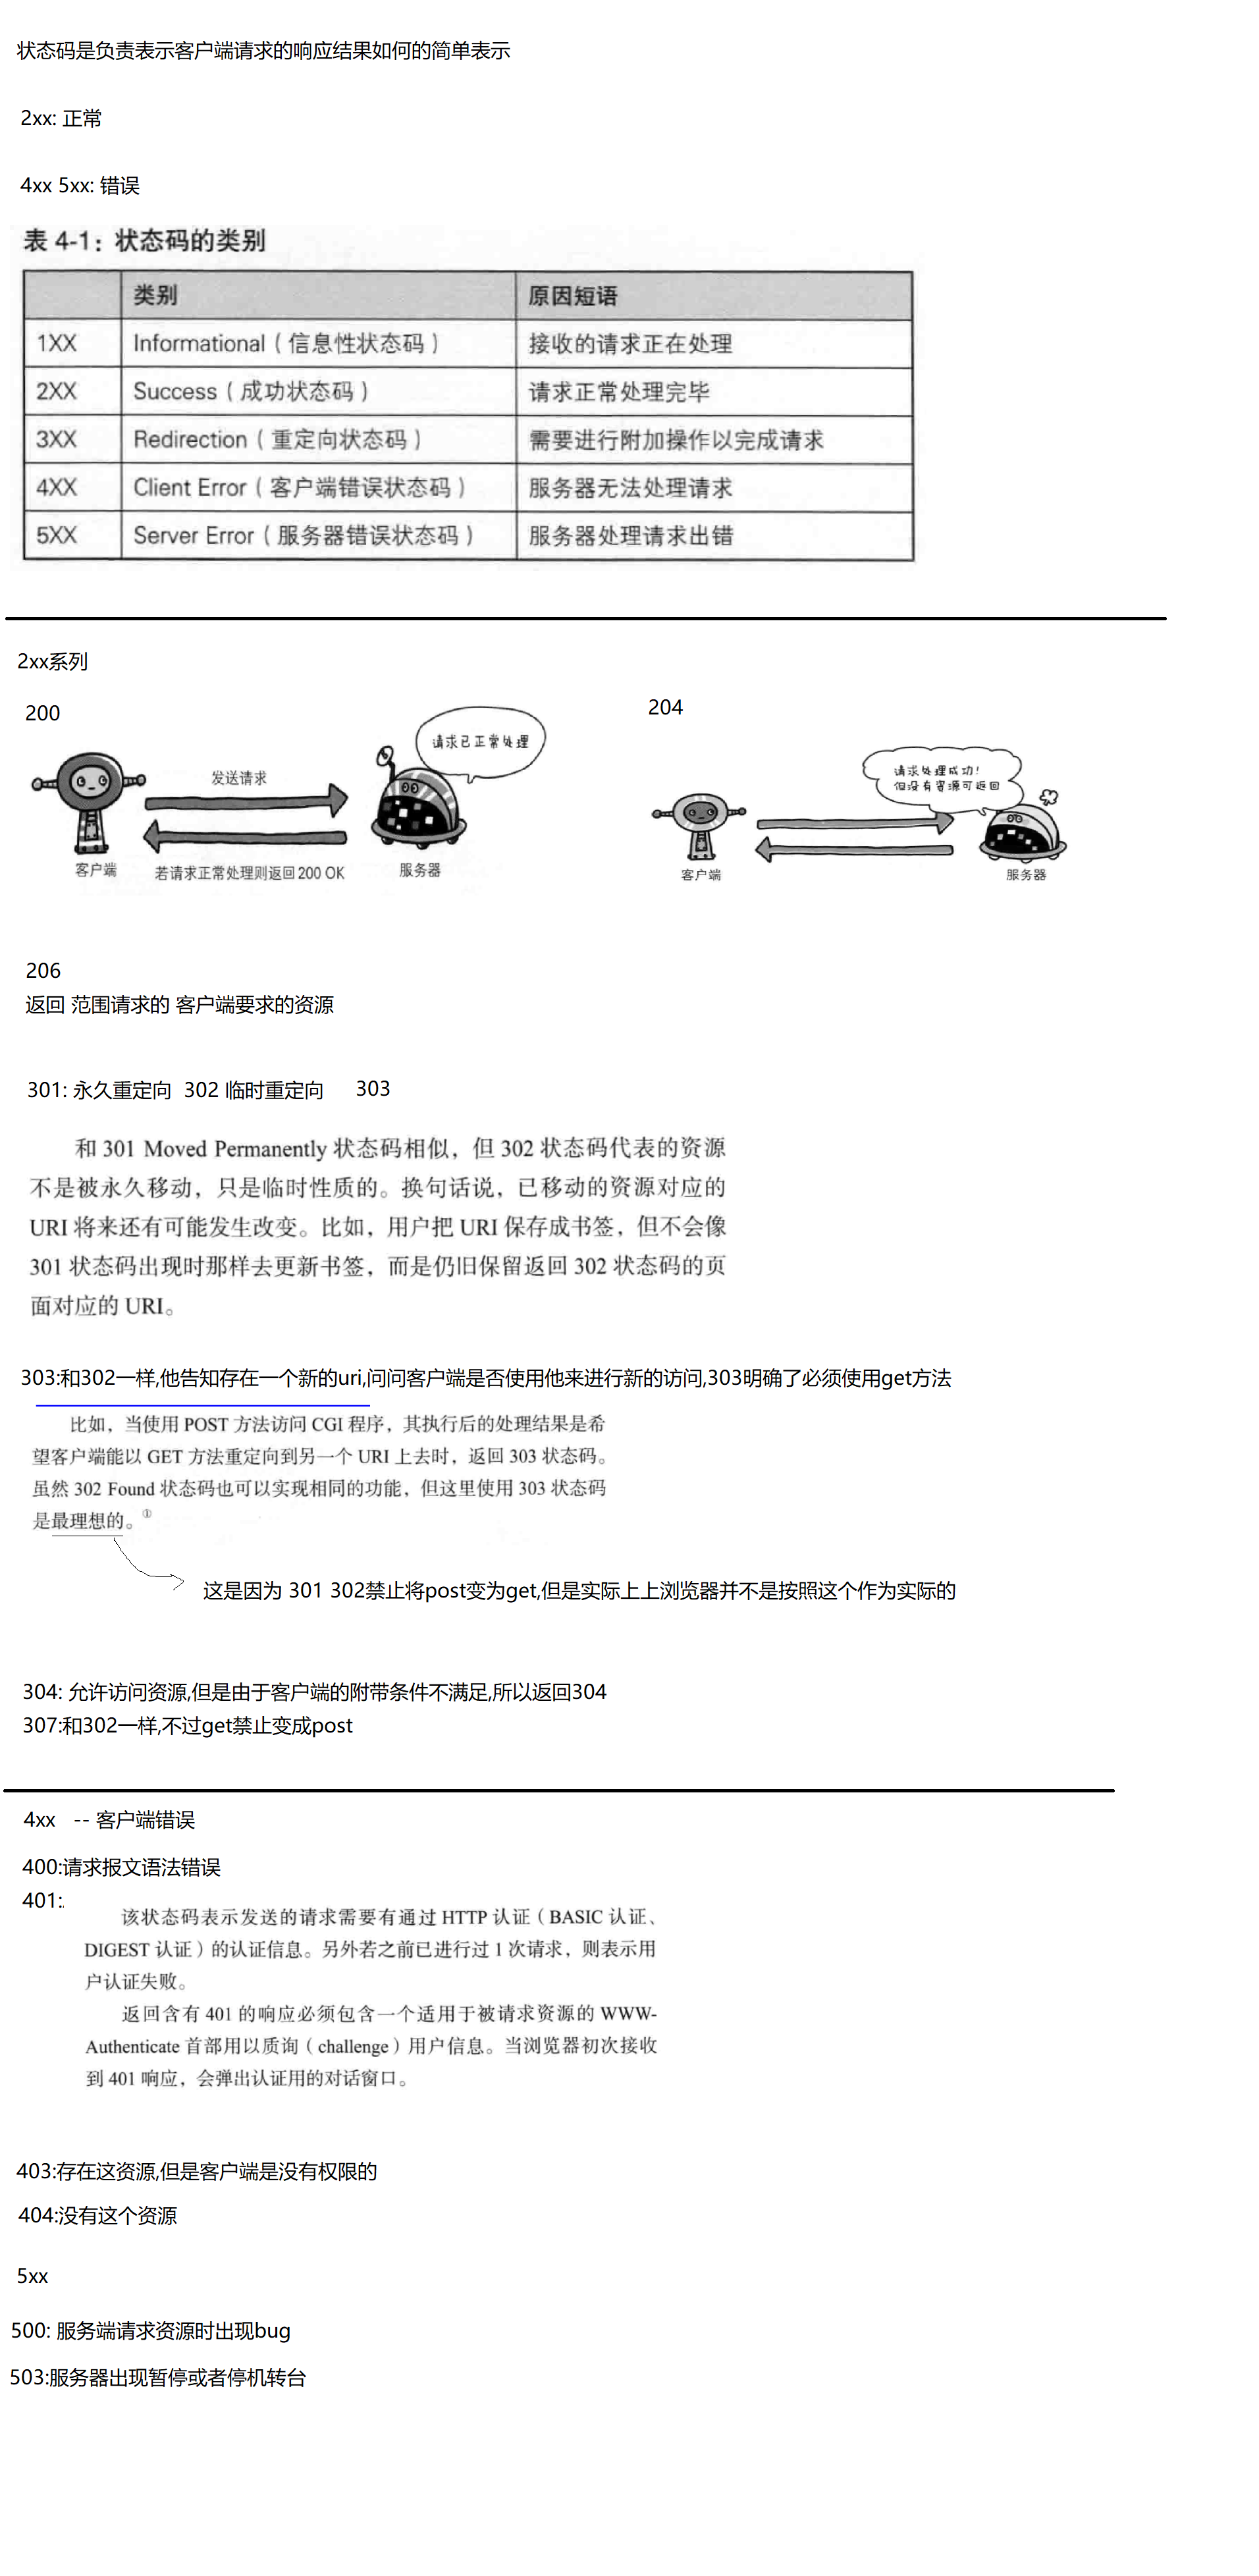 状态码是负责表示客户端请求的响应结果如何的简单表示
2xx: 正常
4xx 5xx: 错误
表 4-1：状态码的类别
类别 原因短语
1XX Informational（信息性状态码） 接收的请求正在处理
2XX Success（成功状态码） 请求正常处理完毕
3XX Redirection（重定向状态码） 需要进行附加操作以完成请求
4XX Client Error（客户端错误状态码） 服务器无法处理请求
5XX Server Error（服务器错误状态码） 服务器处理请求出错
2xx系列
200
请求已正常处理
发送请求
客户端
若请求正常处理则返回 200 OK
服务器
204
请求处理成功！
但没有资源可返回
客户端
服务器
206
返回 范围请求的 客户端要求的资源
301: 永久重定向 302 临时重定向 303
和 301 Moved Permanently 状态码相似，但 302 状态码代表的资源
不是被永久移动，只是临时性质的。换句话说，已移动的资源对应的
URI 将来还有可能发生改变。比如，用户把 URI 保存成书签，但不会像
301 状态码出现时那样去更新书签，而是仍旧保留返回 302 状态码的页
面对应的 URI。
303:和302一样,他告知存在一个新的uri,问问客户端是否使用他来进行新的访问,303明确了必须使用get方法
比如，当使用 POST 方法访问 CGI 程序，其执行后的处理结果是希
望客户端能以 GET 方法重定向到另一个 URI 上去时，返回 303 状态码。
虽然 302 Found 状态码也可以实现相同的功能，但这里使用 303 状态码
是最理想的。①
这是因为 301 302禁止将post变为get,但是实际上上浏览器并不是按照这个作为实际的
304: 允许访问资源,但是由于客户端的附带条件不满足,所以返回304
307:和302一样,不过get禁止变成post
4xx -- 客户端错误
400:请求报文语法错误
401:
该状态码表示发送的请求需要有通过 HTTP 认证（BASIC 认证、
DIGEST 认证）的认证信息。另外若之前已进行过 1 次请求，则表示用
户认证失败。
返回含有 401 的响应必须包含一个适用于被请求资源的 WWW-
Authenticate 首部用以质询（challenge）用户信息。当浏览器初次接收
到 401 响应，会弹出认证用的对话窗口。
403:存在这资源,但是客户端是没有权限的
404:没有这个资源
5xx
500: 服务端请求资源时出现bug
503:服务器出现暂停或者停机转台